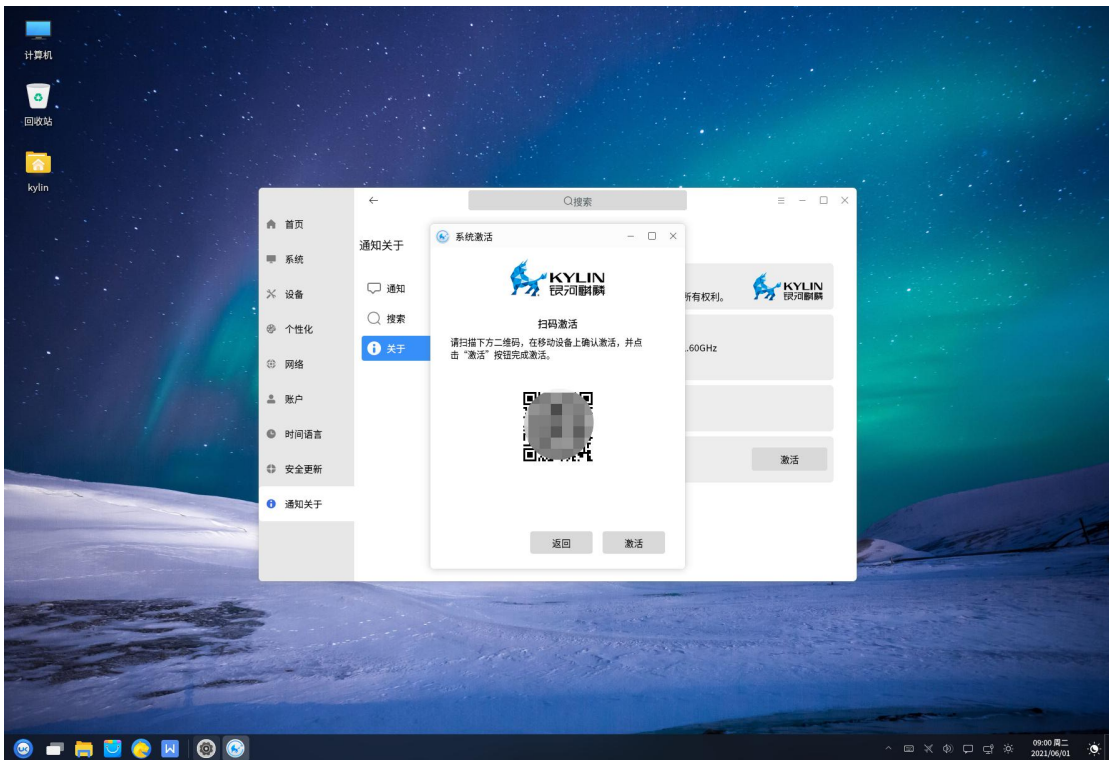 计算机
回收站
kylin
搜索
首页
系统
设备
个性化
网络
账户
时间语言
安全更新
通知关于
通知关于
通知
搜索
关于
所有权利。
KYLIN
银河麒麟
.60GHz
激活
系统激活
KYLIN
银河麒麟
扫码激活
请扫描下方二维码，在移动设备上确认激活，并点
击“激活”按钮完成激活。
返回
激活
UK
W
09:00 周二
2021/06/01